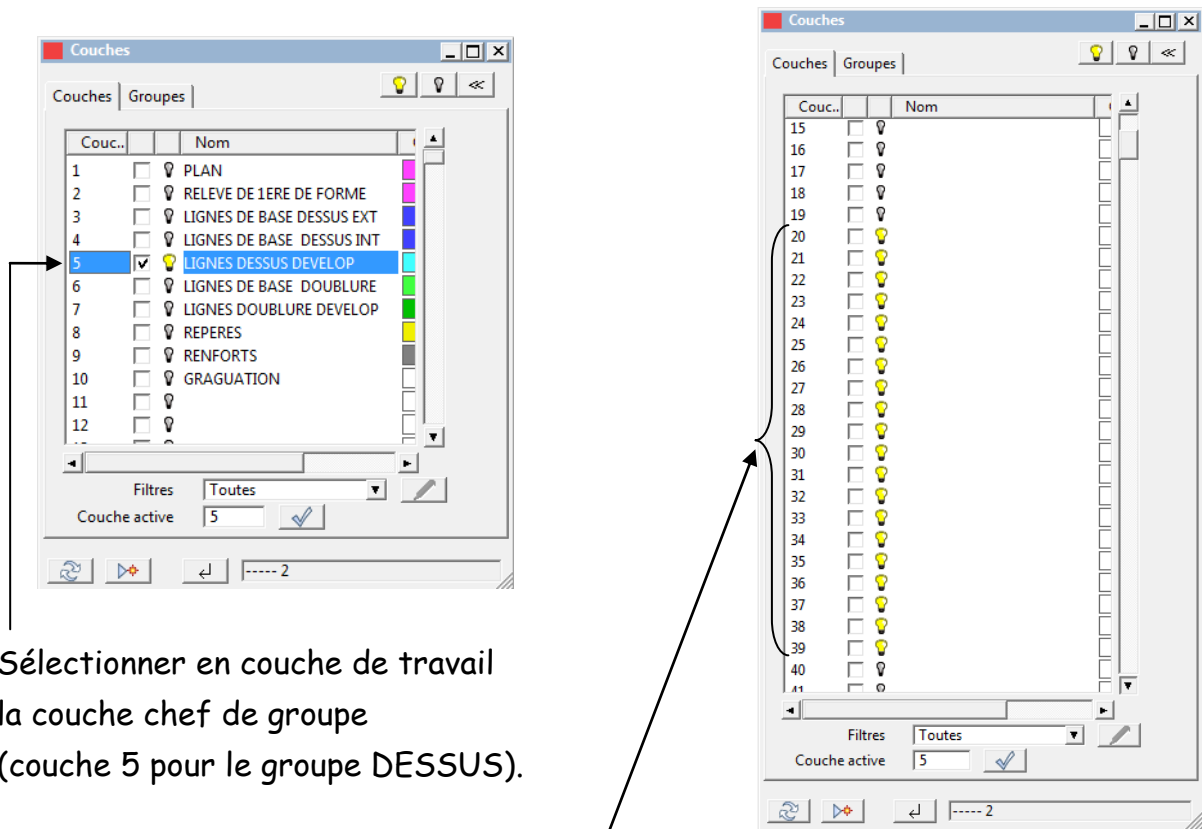 Couches
Couches Groupes
Couc.. Nom
1 PLAN
2 RELEVE DE 1ERE DE FORME
3 LIGNES DE BASE DESSUS EXT
4 LIGNES DE BASE  DESSUS INT
5 LIGNES DESSUS DEVELOP
6 LIGNES DE BASE  DOUBLURE
7 LIGNES DOUBLURE DEVELOP
8 REPERES
9 RENFORTS
10 GRAGUATION
11
12
Filtres Toutes
Couche active 5
----- 2
Sélectionner en couche de travail
la couche chef de groupe
(couche 5 pour le groupe DESSUS).
Couches
Couches Groupes
Couc.. Nom
15
16
17
18
19
20
21
22
23
24
25
26
27
28
29
30
31
32
33
34
35
36
37
38
39
40
41
Filtres Toutes
Couche active 5
----- 2